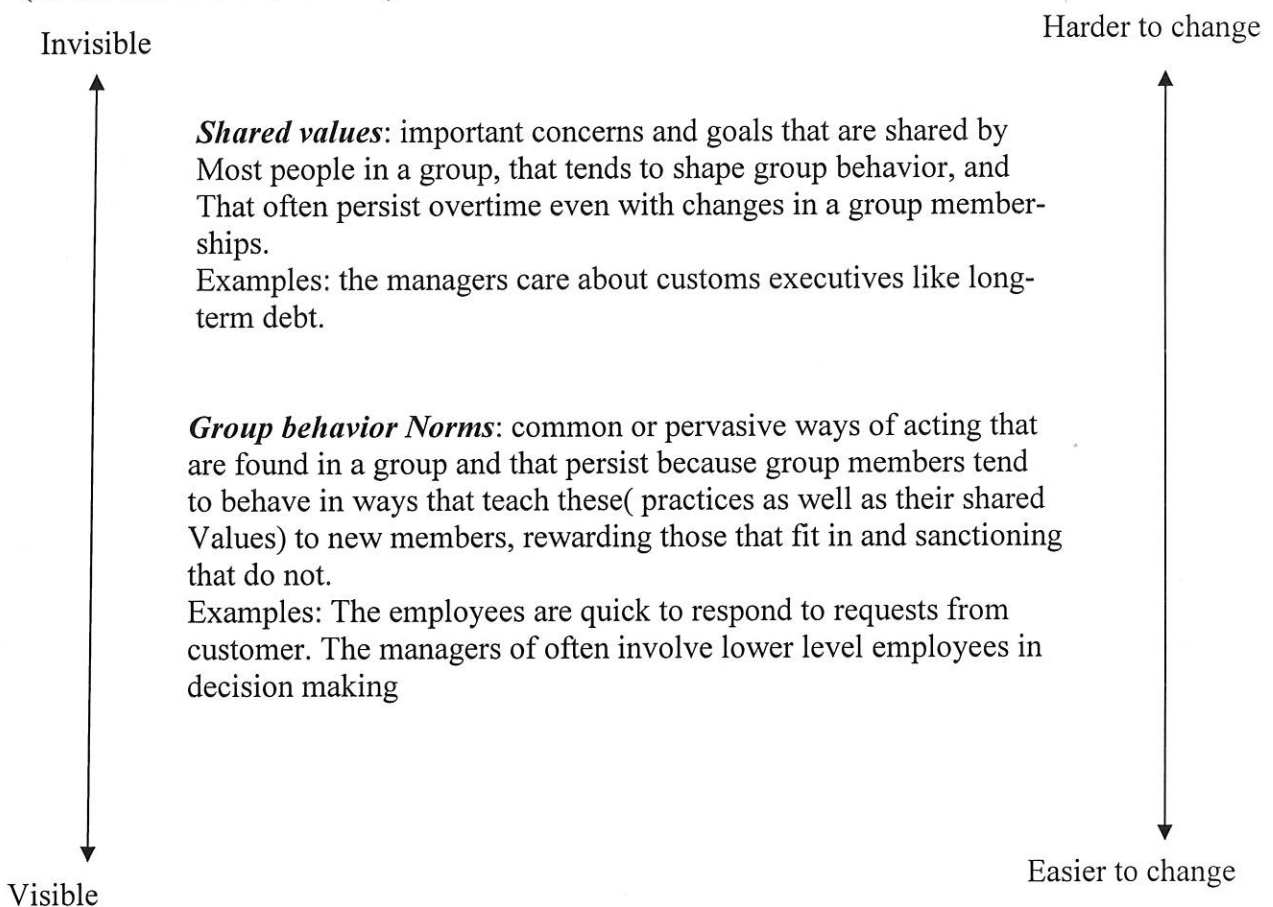 Invisible
Harder to change
Shared values: important concerns and goals that are shared by
Most people in a group, that tends to shape group behavior, and
That often persist overtime even with changes in a group member-
ships.
Examples: the managers care about customs executives like long-
term debt.
Group behavior Norms: common or pervasive ways of acting that
are found in a group and that persist because group members tend
to behave in ways that teach these( practices as well as their shared
Values) to new members, rewarding those that fit in and sanctioning
that do not.
Examples: The employees are quick to respond to requests from
customer. The managers of often involve lower level employees in
decision making
Easier to change
Visible